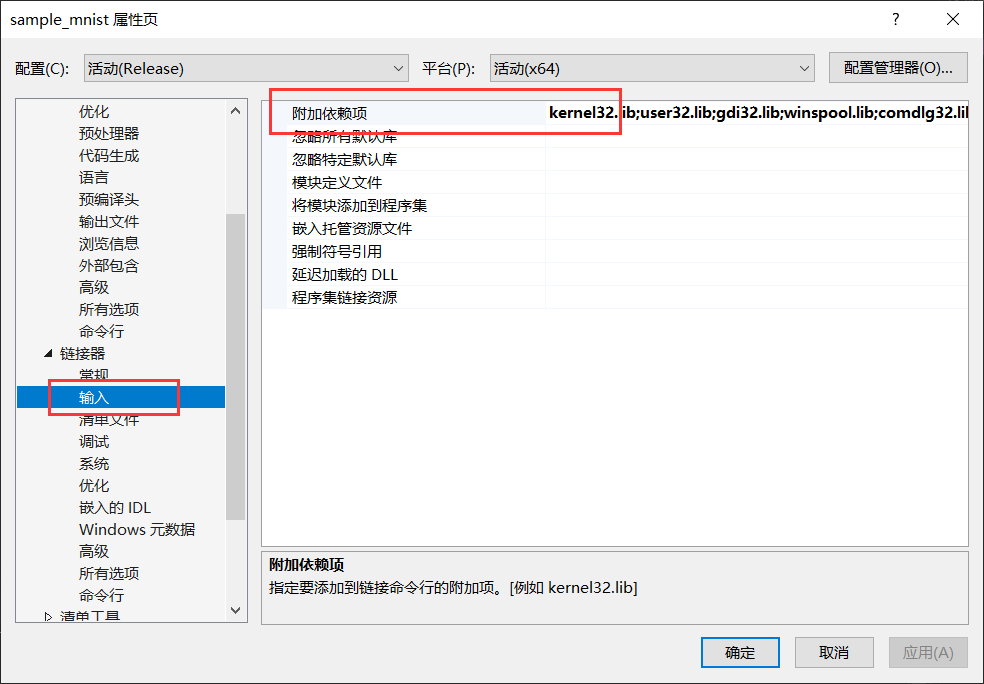 sample_mnist 属性页
配置(C): 活动(Release) 平台(P): 活动(x64) 配置管理器(O)...
优化
预处理器
代码生成
语言
预编译头
输出文件
浏览信息
外部包含
高级
所有选项
命令行
链接器
常规
输入
清单文件
调试
系统
优化
嵌入的 IDL
Windows 元数据
高级
所有选项
命令行
清单工具
附加依赖项 kernel32.lib;user32.lib;gdi32.lib;winspool.lib;comdlg32.lil
忽略所有默认库
忽略特定默认库
模块定义文件
将模块添加到程序集
嵌入托管资源文件
强制符号引用
延迟加载的 DLL
程序集链接资源
附加依赖项
指定要添加到链接命令行的附加项。[例如 kernel32.lib]
确定 取消 应用(A)